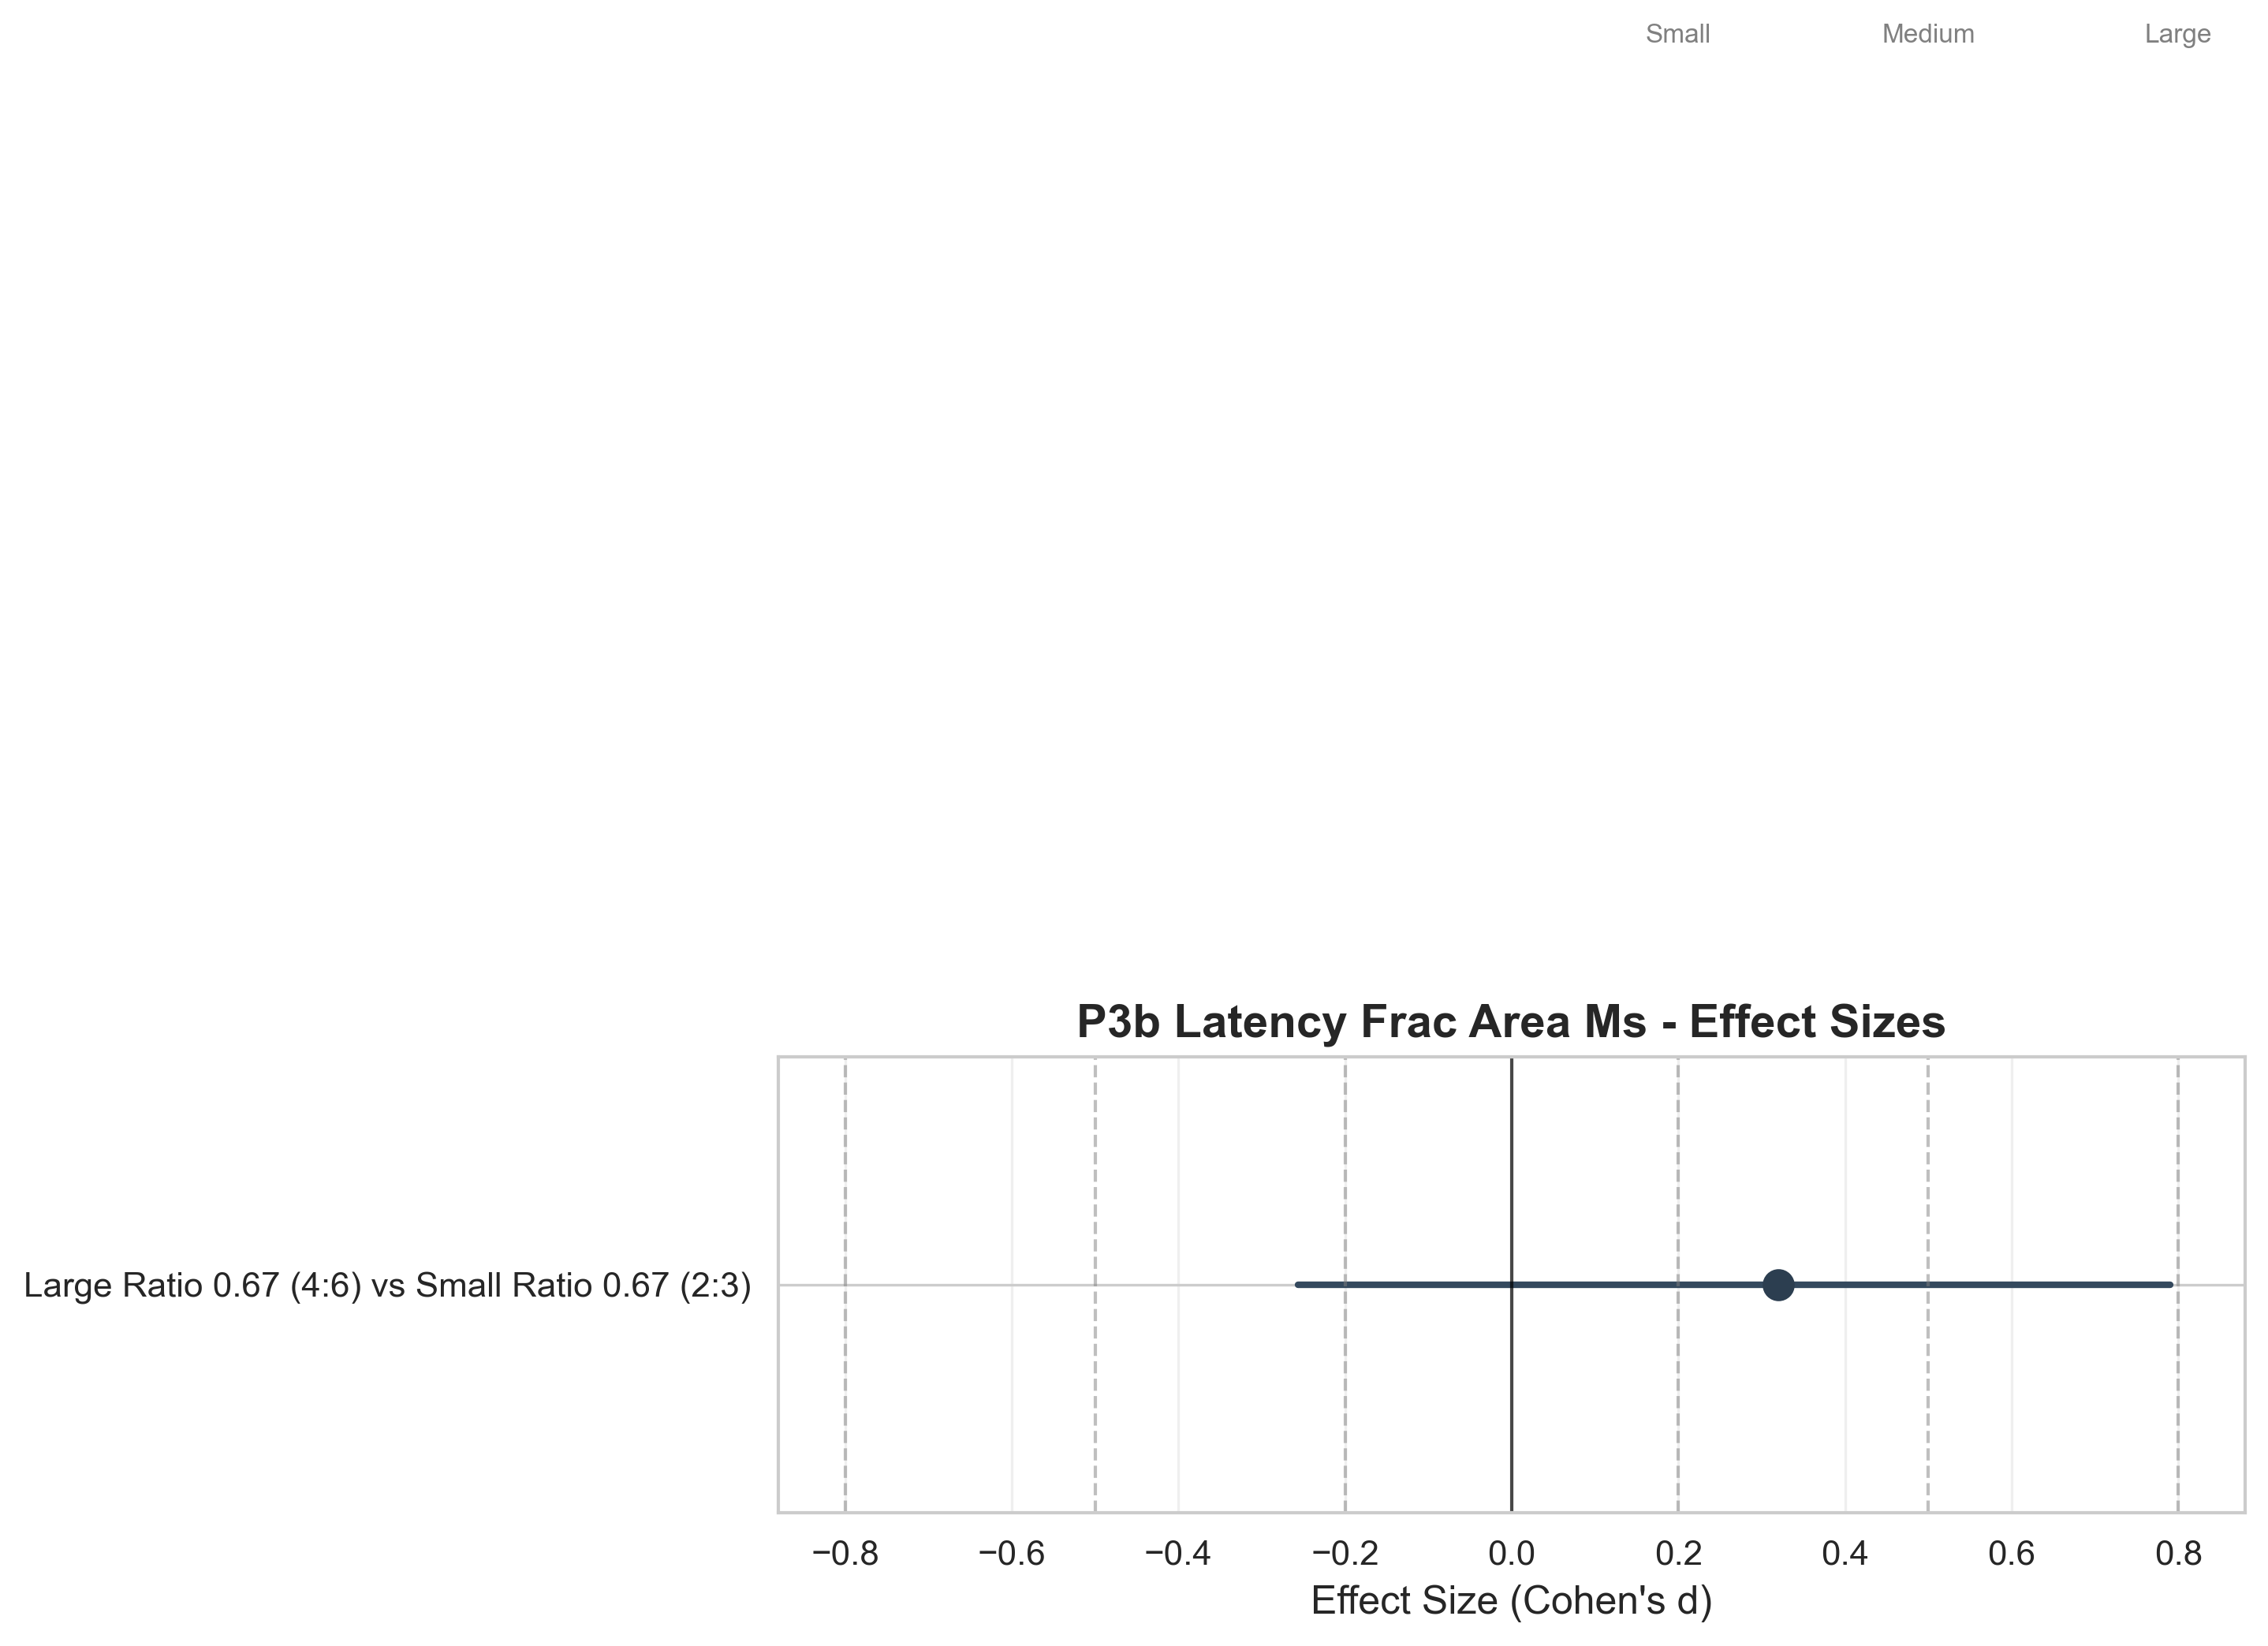 Small Medium Large
P3b Latency Frac Area Ms - Effect Sizes
Large Ratio 0.67 (4:6) vs Small Ratio 0.67 (2:3)
−0.8 −0.6 −0.4 −0.2 0.0 0.2 0.4 0.6 0.8
Effect Size (Cohen's d)